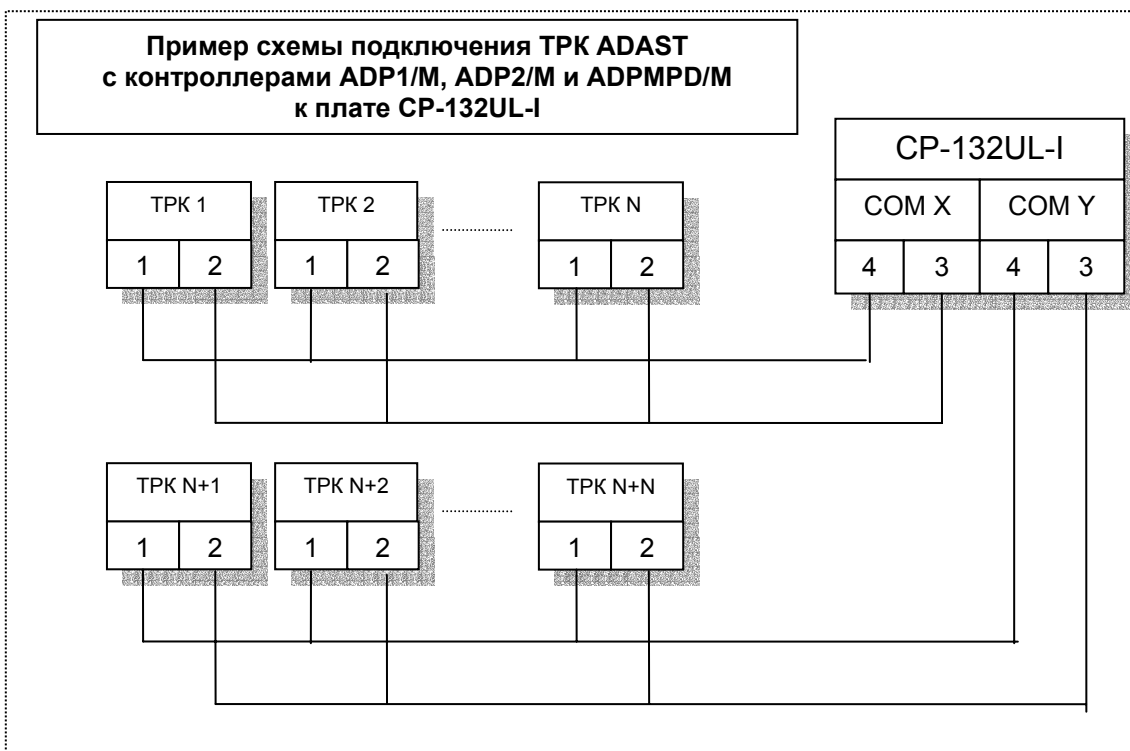 Пример схемы подключения ТРК ADAST
с контроллерами ADP1/M, ADP2/M и ADPMPD/M
к плате CP-132UL-I
CP-132UL-I
COM X COM Y
4 3 4 3
ТРК 1 ТРК 2 ТРК N
1 2 1 2 1 2
ТРК N+1 ТРК N+2 ТРК N+N
1 2 1 2 1 2